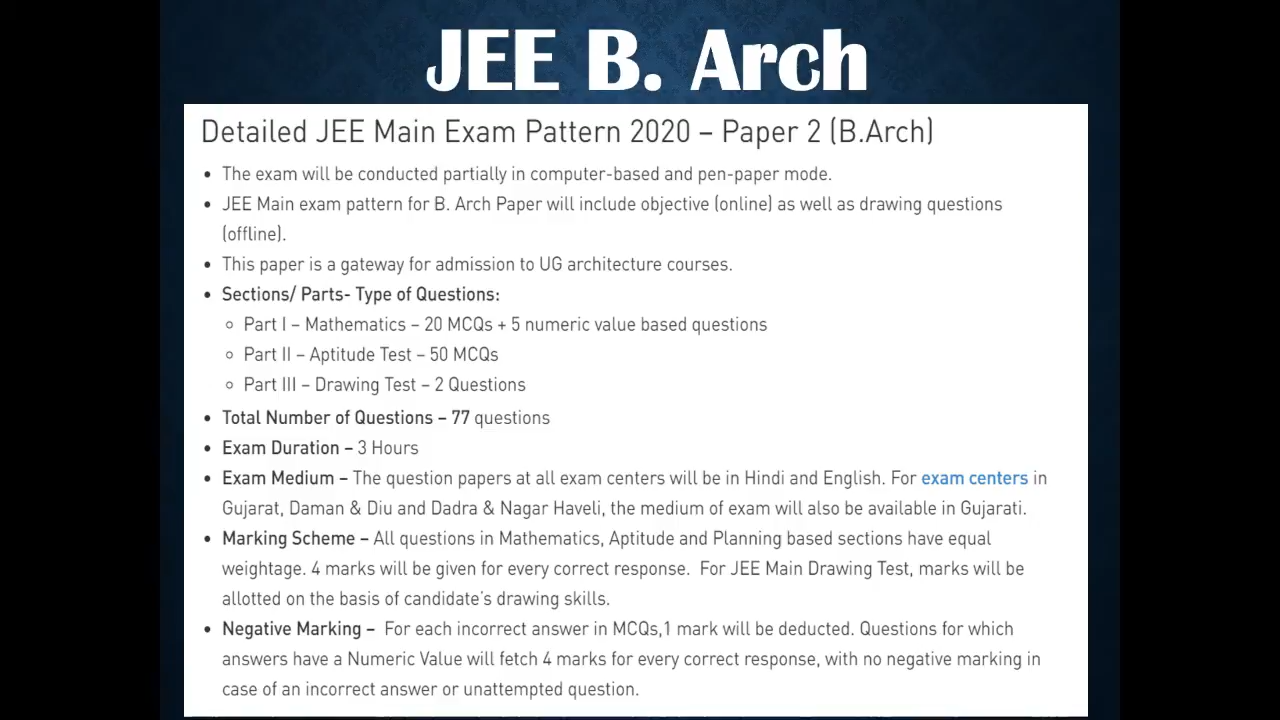 JEE B. Arch
Detailed JEE Main Exam Pattern 2020 – Paper 2 (B.Arch)
• The exam will be conducted partially in computer-based and pen-paper mode.
• JEE Main exam pattern for B. Arch Paper will include objective (online) as well as drawing questions
(offline).
• This paper is a gateway for admission to UG architecture courses.
• Sections/ Parts- Type of Questions:
○ Part I – Mathematics – 20 MCQs + 5 numeric value based questions
○ Part II – Aptitude Test – 50 MCQs
○ Part III – Drawing Test – 2 Questions
• Total Number of Questions – 77 questions
• Exam Duration – 3 Hours
• Exam Medium – The question papers at all exam centers will be in Hindi and English. For exam centers in
Gujarat, Daman & Diu and Dadra & Nagar Haveli, the medium of exam will also be available in Gujarati.
• Marking Scheme – All questions in Mathematics, Aptitude and Planning based sections have equal
weightage. 4 marks will be given for every correct response. For JEE Main Drawing Test, marks will be
allotted on the basis of candidate's drawing skills.
• Negative Marking – For each incorrect answer in MCQs,1 mark will be deducted. Questions for which
answers have a Numeric Value will fetch 4 marks for every correct response, with no negative marking in
case of an incorrect answer or unattempted question.